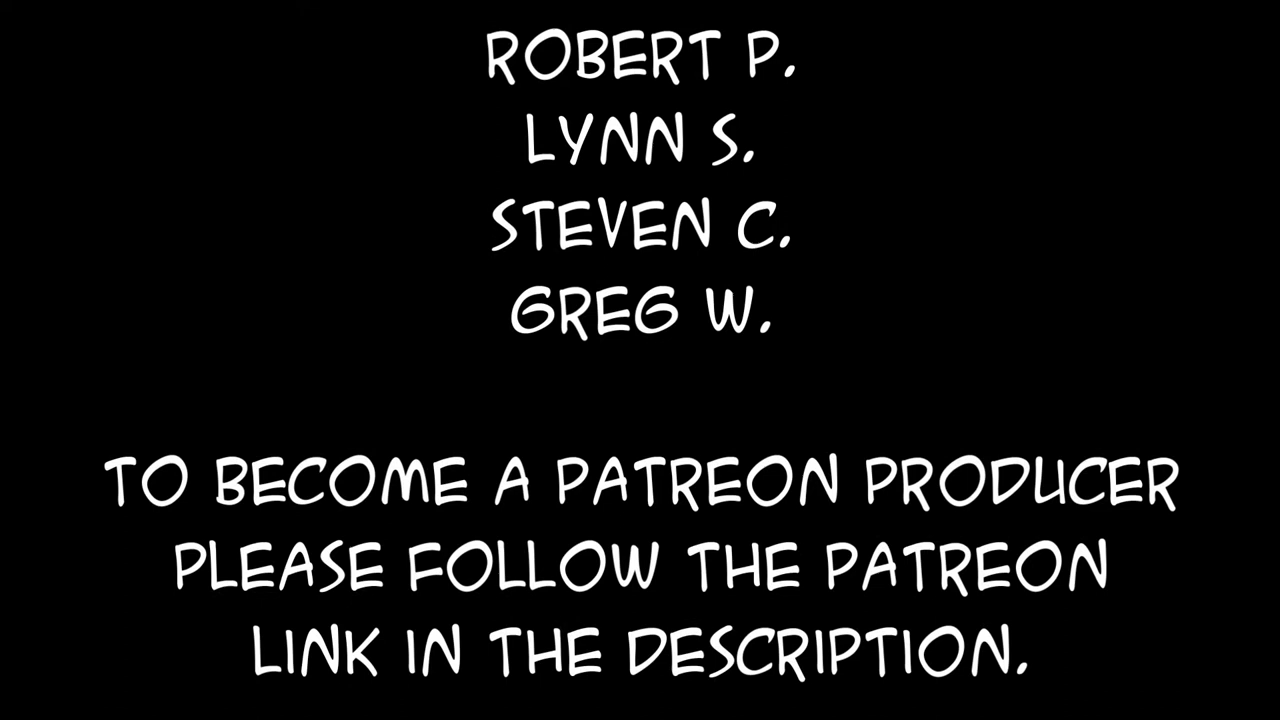 ROBERT P.
LYNN S.
STEVEN C.
GREG W.
TO BECOME A PATREON PRODUCER
PLEASE FOLLOW THE PATREON
LINK IN THE DESCRIPTION.